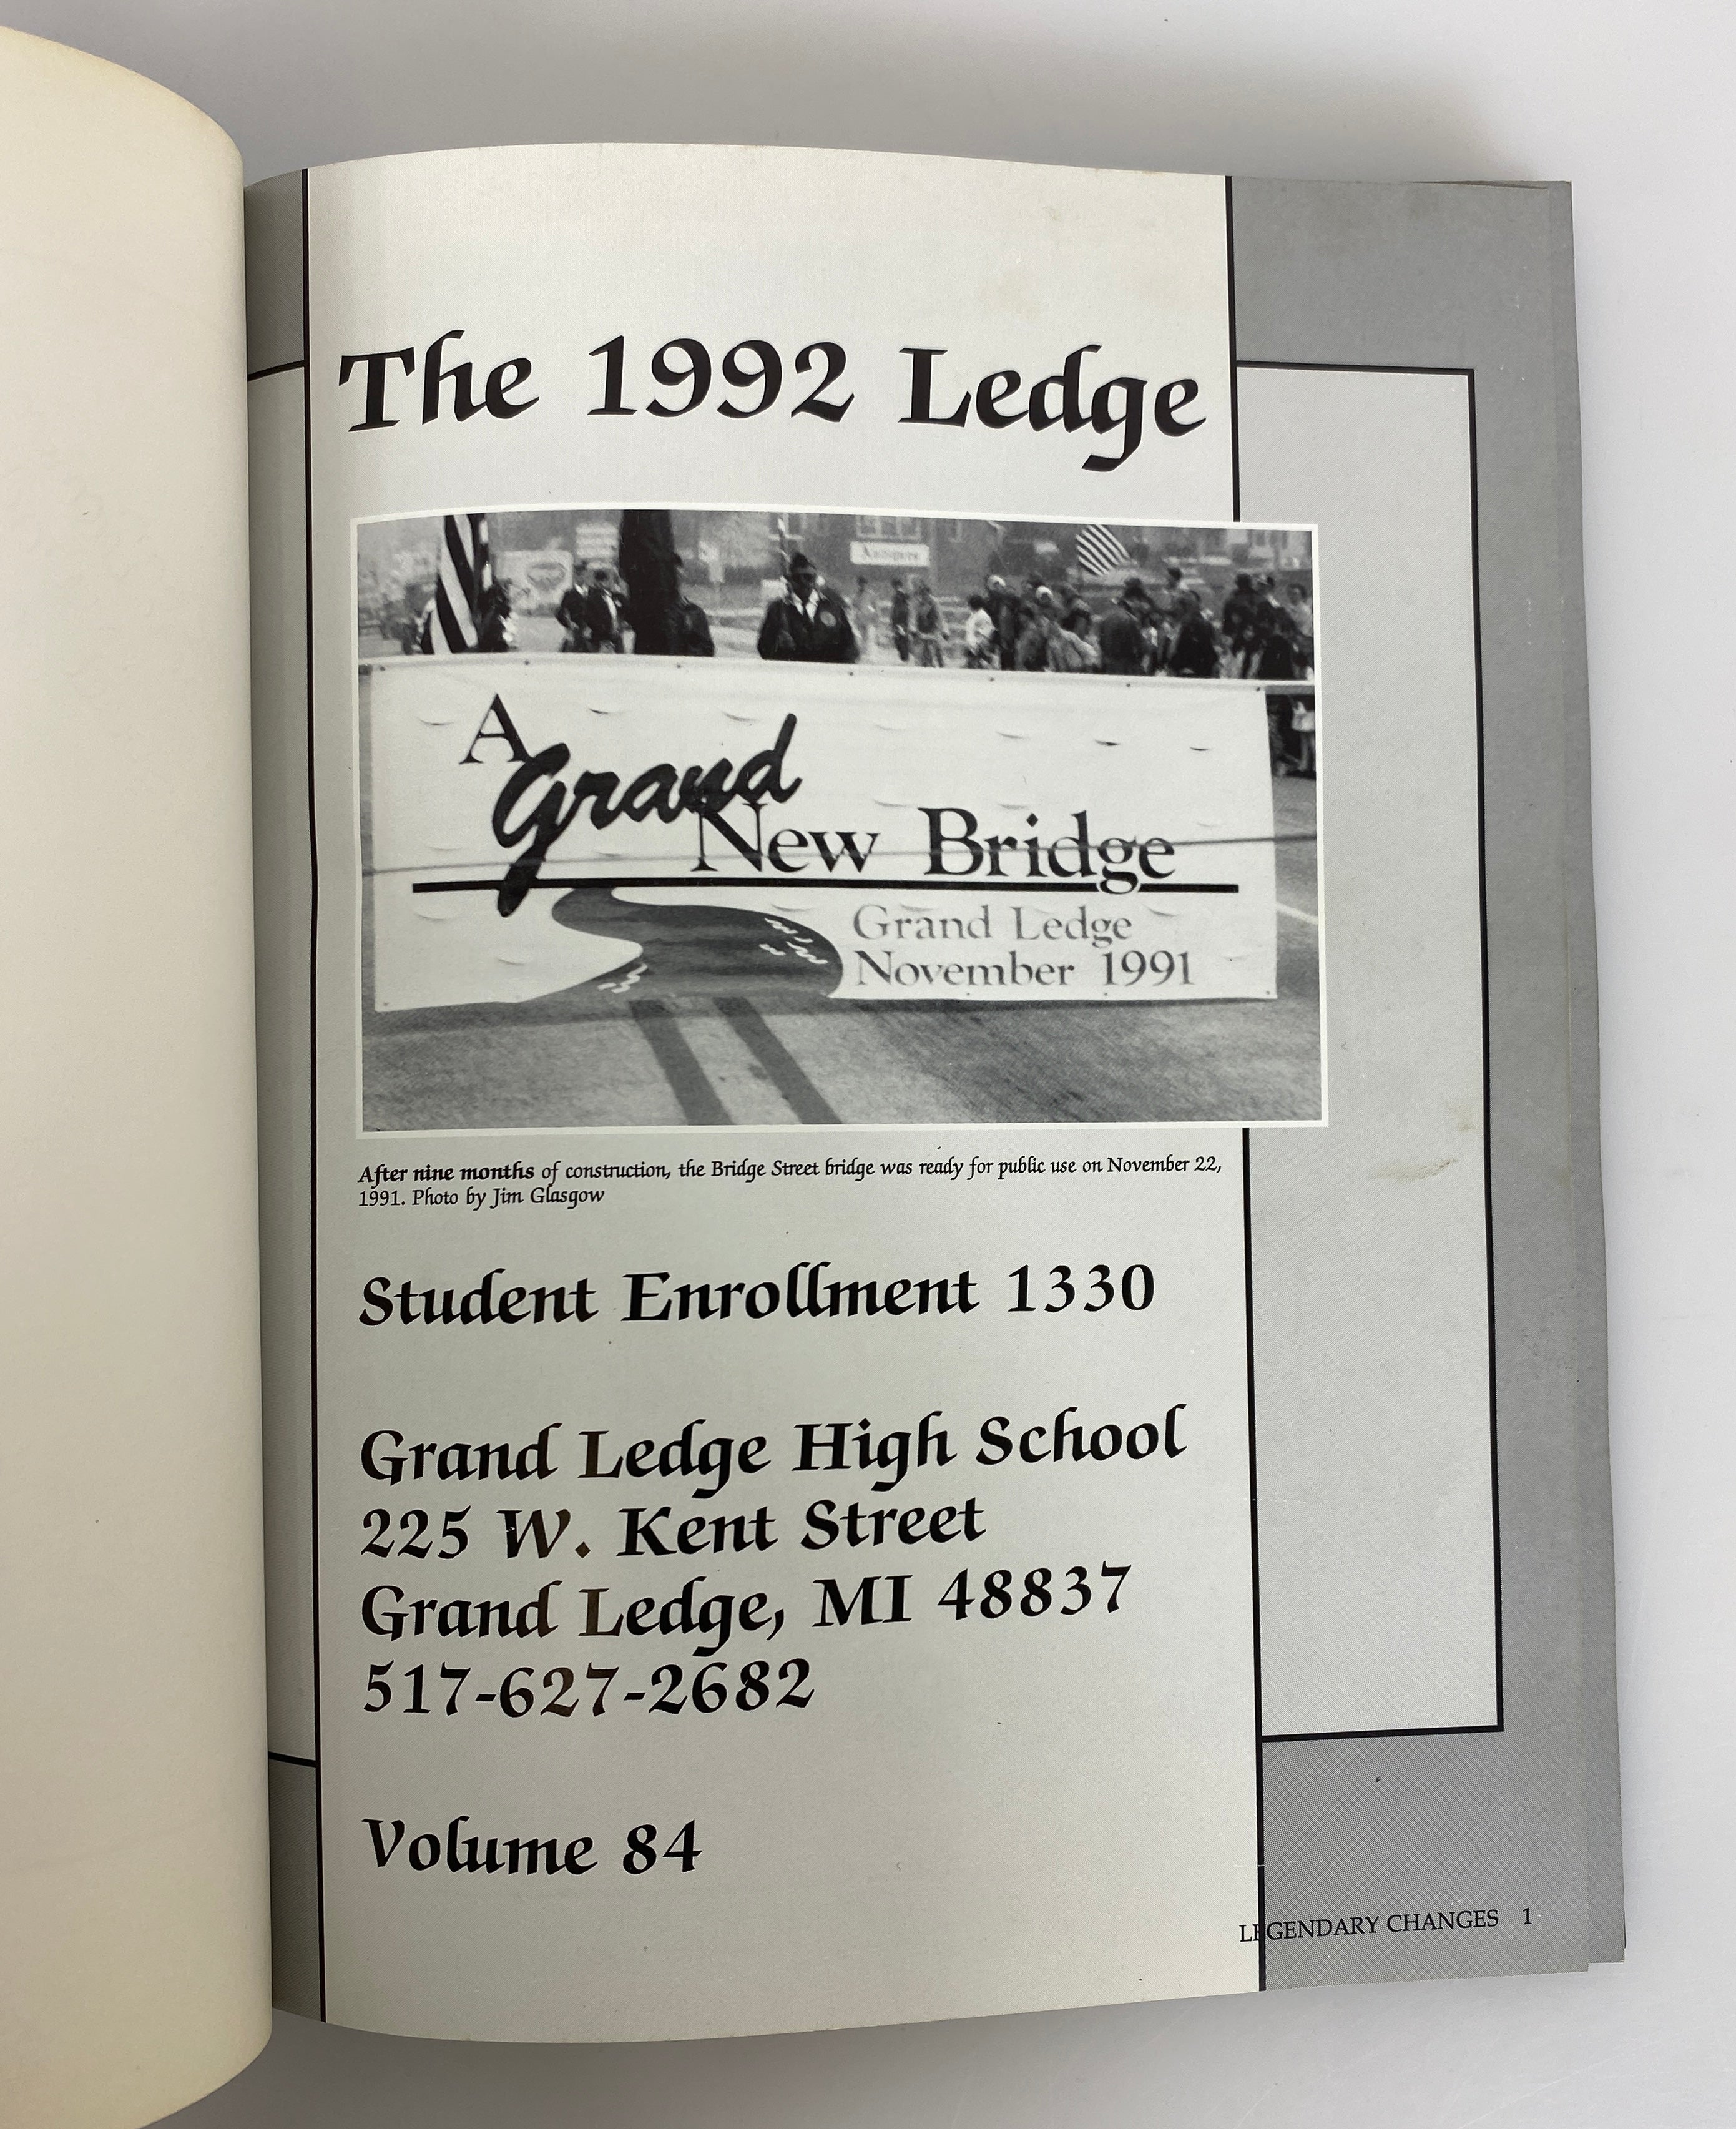 The 1992 Ledge
Antiques
A
Grand
New Bridge
Grand Ledge
November 1991
After nine months of construction, the Bridge Street bridge was ready for public use on November 22,
1991. Photo by Jim Glasgow
Student Enrollment 1330
Grand Ledge High School
225 W. Kent Street
Grand Ledge, MI 48837
517-627-2682
Volume 84
LEGENDARY CHANGES 1